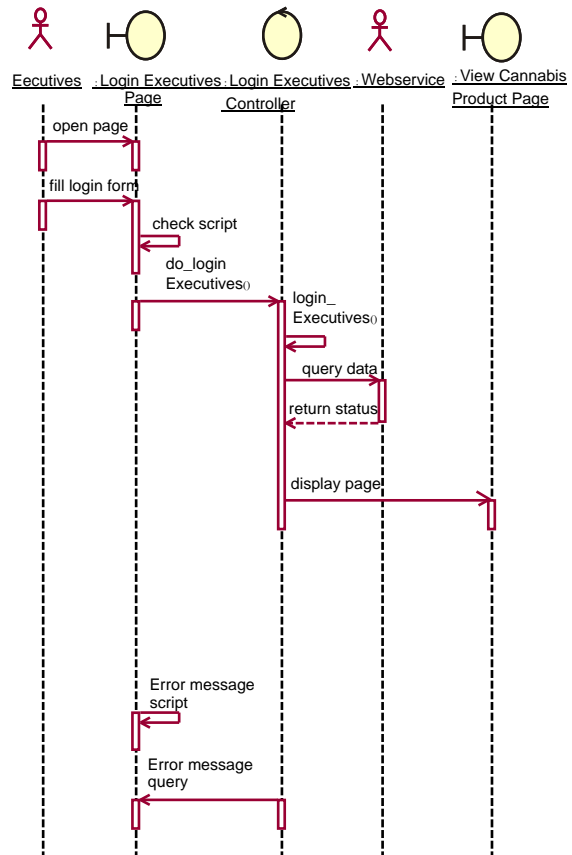 Eecutives
: Login Executives
Page
: Login Executives
Controller
: Webservice
: View Cannabis
Product Page
open page
fill login form
check script
do_login
Executives()
login_
Executives()
query data
return status
display page
Error message
script
Error message
query